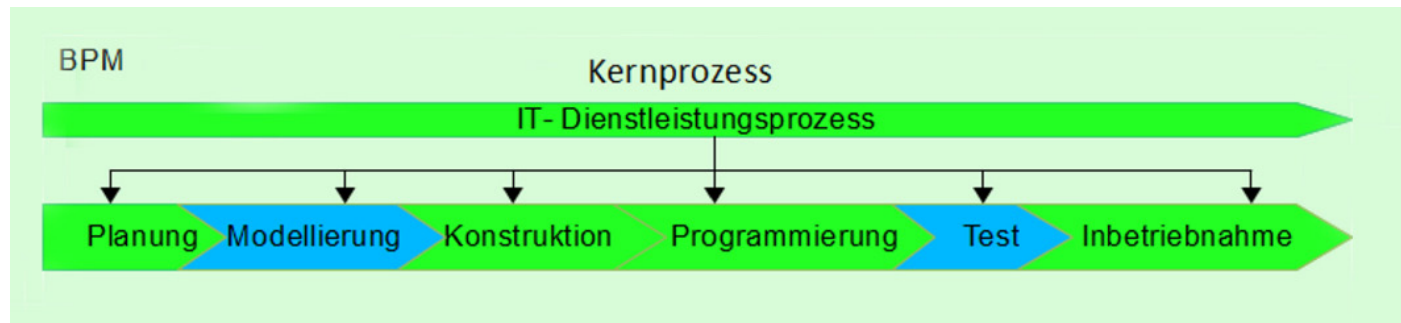 BPM
Kernprozess
IT- Dienstleistungsprozess
Planung Modellierung Konstruktion Programmierung Test Inbetriebnahme